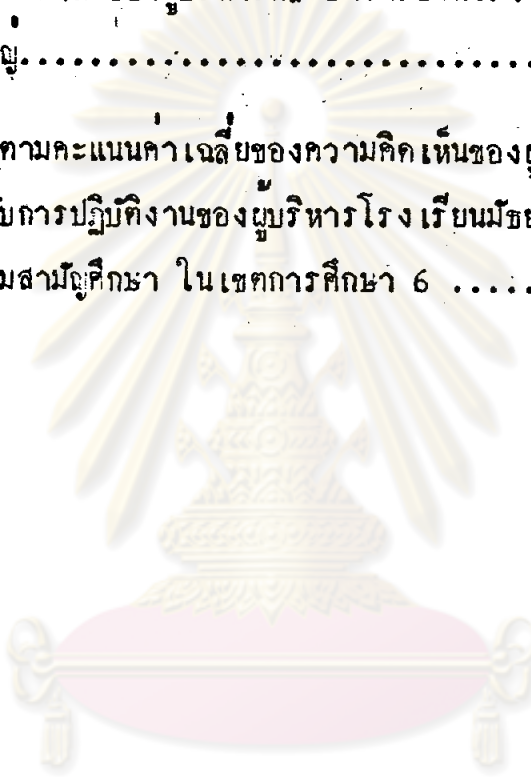 ญ่..................................
ตามคะแนนค่าเฉลี่ยของความคิดเห็นของผู
บการปฏิบัติงานของผู้บริหารโรงเรียนมัธย
มสามัญศึกษา ในเขตการศึกษา 6 .....